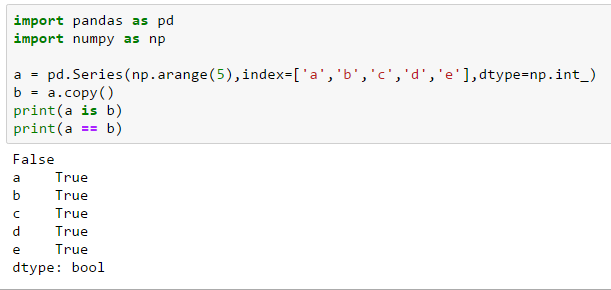 import pandas as pd
import numpy as np
a = pd.Series(np.arange(5),index=['a','b','c','d','e'],dtype=np.int_)
b = a.copy()
print(a is b)
print(a == b)
False
a    True
b    True
c    True
d    True
e    True
dtype: bool